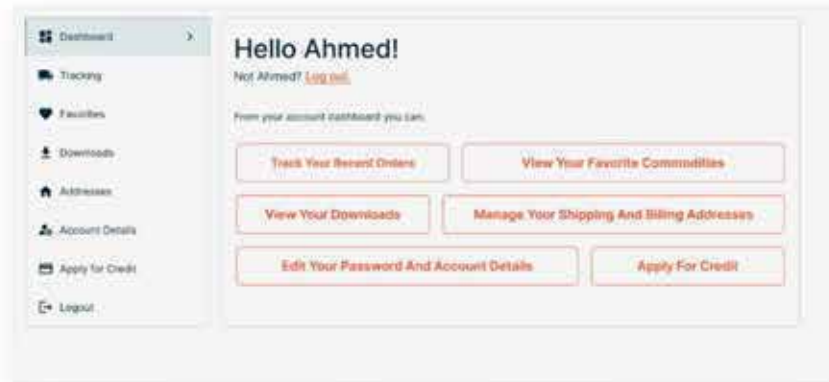 Dashboard
Tracking
Favorites
Downloads
Addresses
Account Details
Apply for Credit
Logout
Hello Ahmed!
Not Ahmed? Log out.
From your account dashboard you can:
Track Your Recent Orders
View Your Favorite Commodities
View Your Downloads
Manage Your Shipping And Billing Addresses
Edit Your Password And Account Details
Apply For Credit